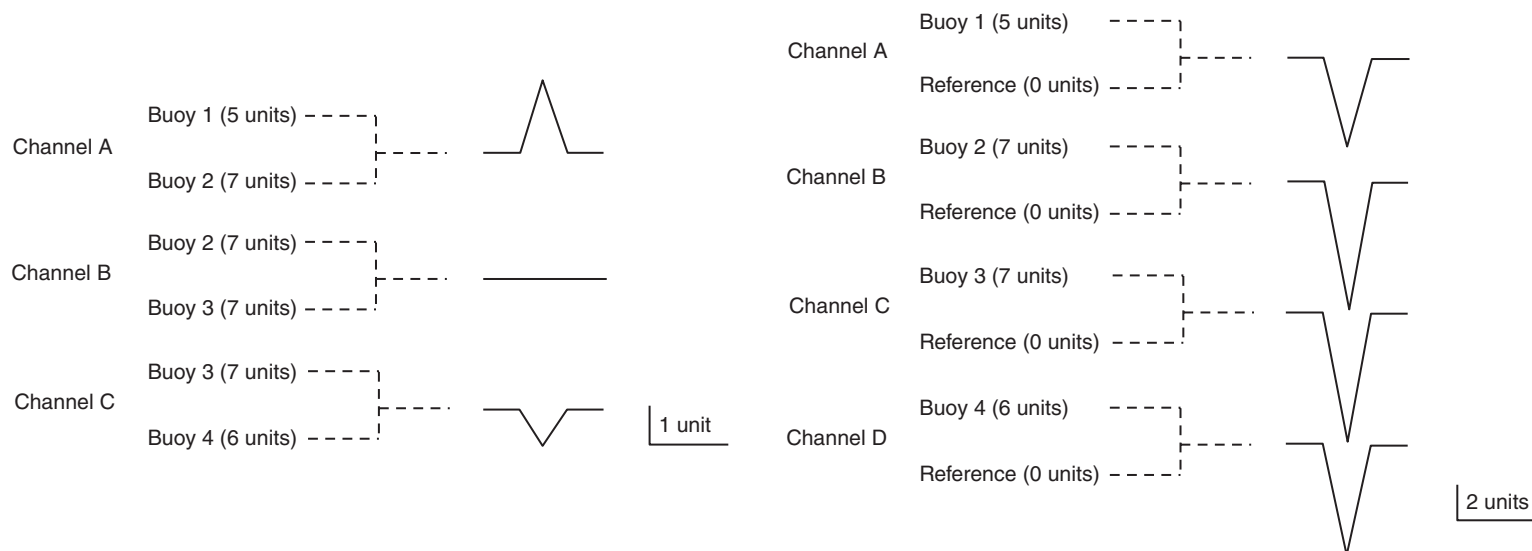 Channel A
Buoy 1 (5 units)
Buoy 2 (7 units)
Channel B
Buoy 2 (7 units)
Buoy 3 (7 units)
Channel C
Buoy 3 (7 units)
Buoy 4 (6 units)
1 unit
Channel A
Buoy 1 (5 units)
Reference (0 units)
Channel B
Buoy 2 (7 units)
Reference (0 units)
Channel C
Buoy 3 (7 units)
Reference (0 units)
Channel D
Buoy 4 (6 units)
Reference (0 units)
2 units